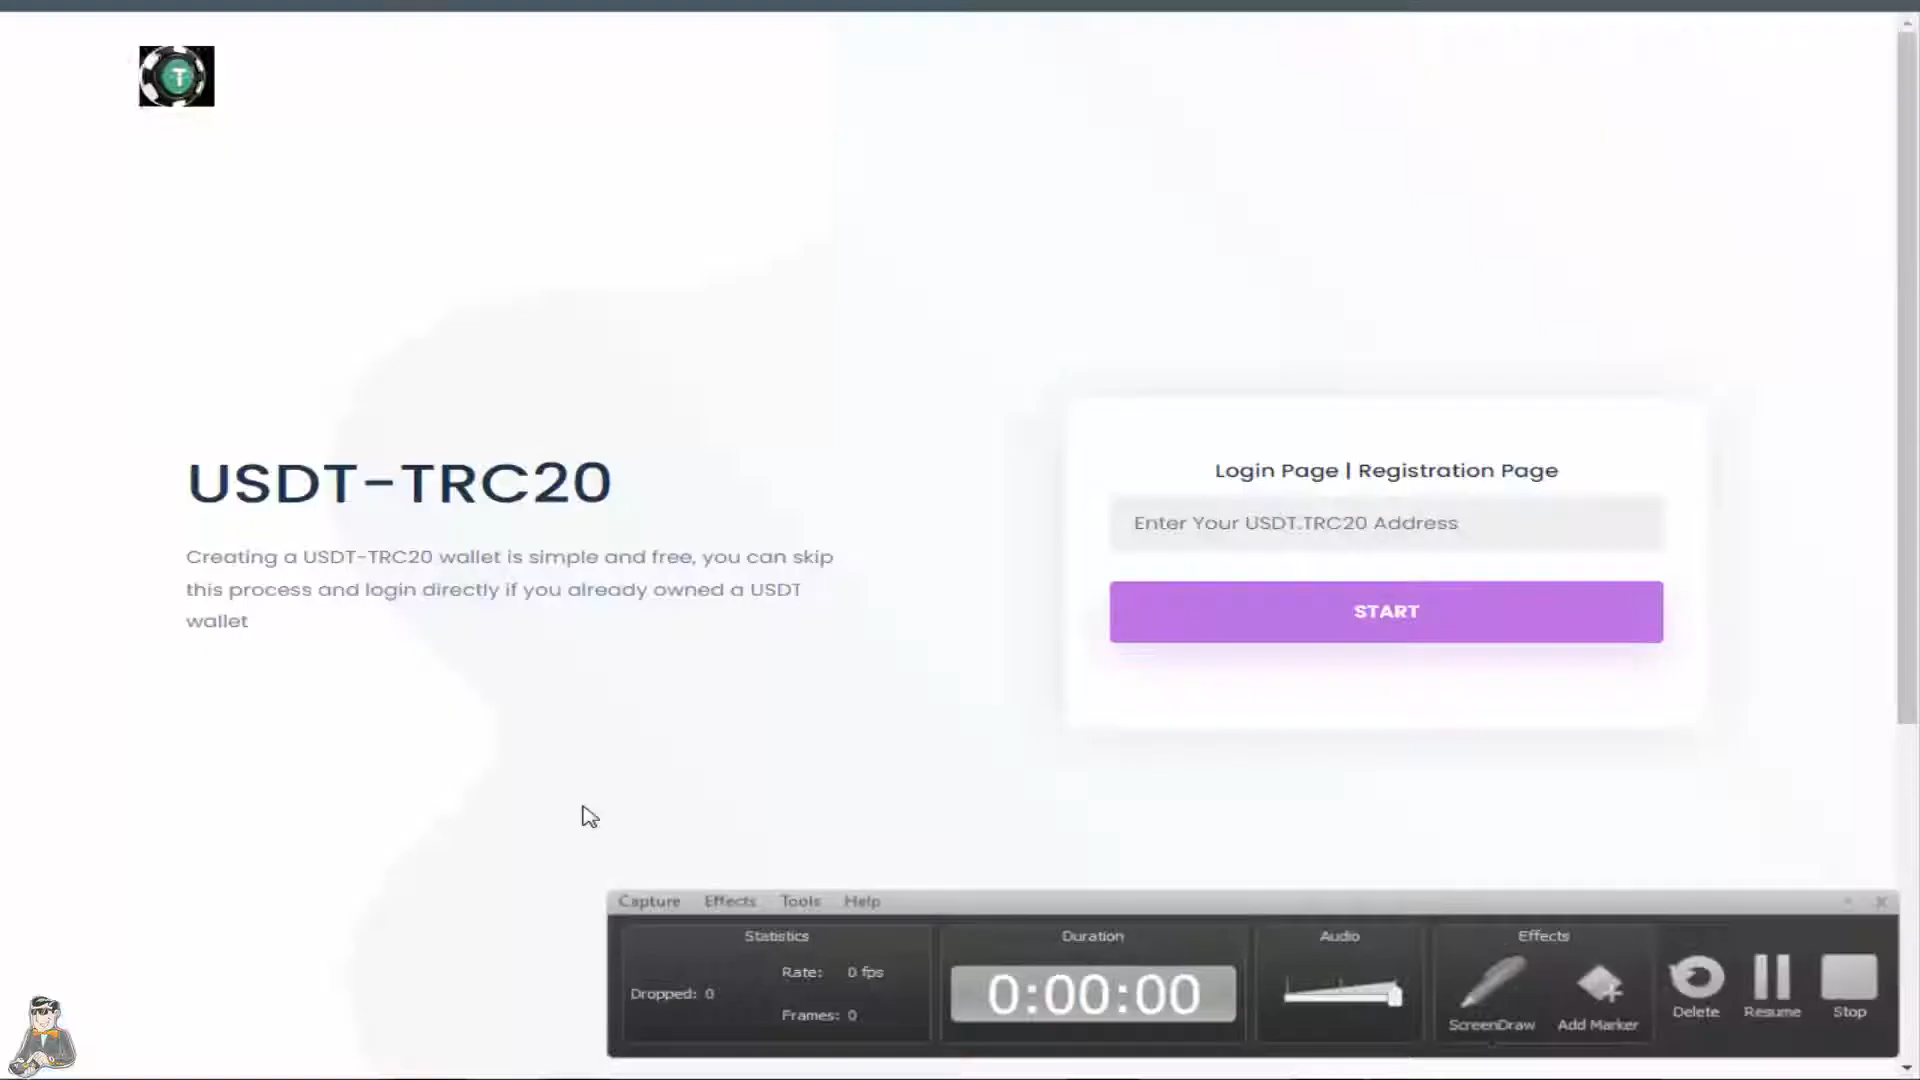 T
USDT-TRC20
Creating a USDT-TRC20 wallet is simple and free, you can skip
this process and login directly if you already owned a USDT
wallet
Login Page | Registration Page
Enter Your USDT.TRC20 Address
START
Capture Effects Tools Help
Statistics
Dropped: 0
Rate: 0 fps
Frames: 0
Duration
0:00:00
Audio
Effects
ScreenDraw
Add Marker
Delete
Resume
Stop